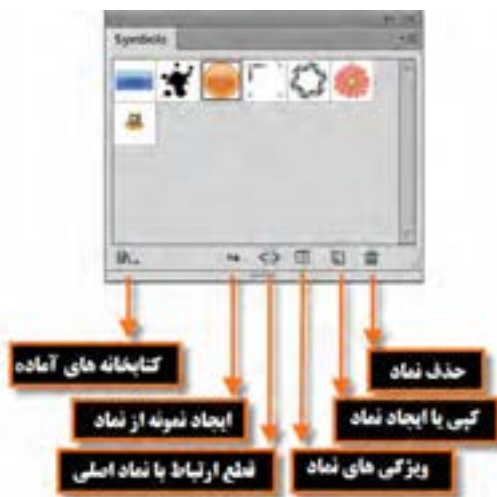 Symbols
کتابخانه های آماده
حذف نماد
ایجاد نمونه از نماد
کپی یا ایجاد نماد
قطع ارتباط با نماد اصلی
ویژگی های نماد